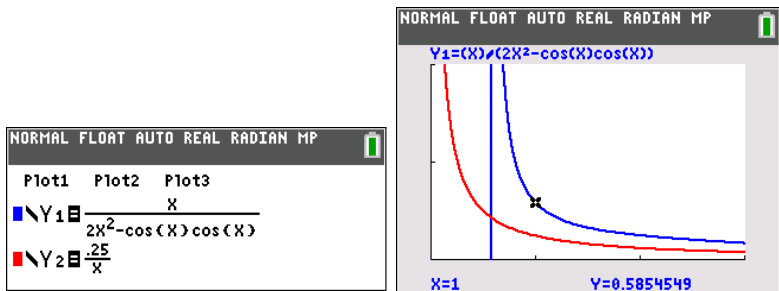 NORMAL FLOAT AUTO REAL RADIAN MP
Plot1 Plot2 Plot3
\Y1=X/(2X²-cos(X)cos(X))
\Y2=.25/X
NORMAL FLOAT AUTO REAL RADIAN MP
Y1=(X)/(2X²-cos(X)cos(X))
X=1 Y=0.5854549